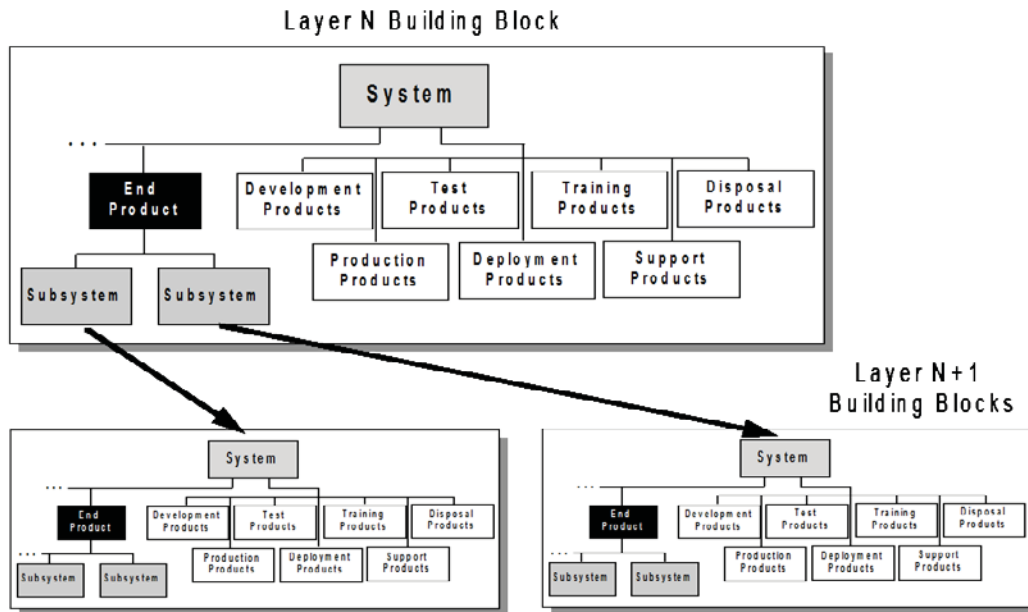 Layer N Building Block
System
...
End
Product
Development
Products
Test
Products
Training
Products
Disposal
Products
Production
Products
Deployment
Products
Support
Products
Subsystem
Subsystem
Layer N+1
Building Blocks
System
...
End
Product
Development
Products
Test
Products
Training
Products
Disposal
Products
Production
Products
Deployment
Products
Support
Products
...
Subsystem
Subsystem
System
...
End
Product
Development
Products
Test
Products
Training
Products
Disposal
Products
Production
Products
Deployment
Products
Support
Products
...
Subsystem
Subsystem